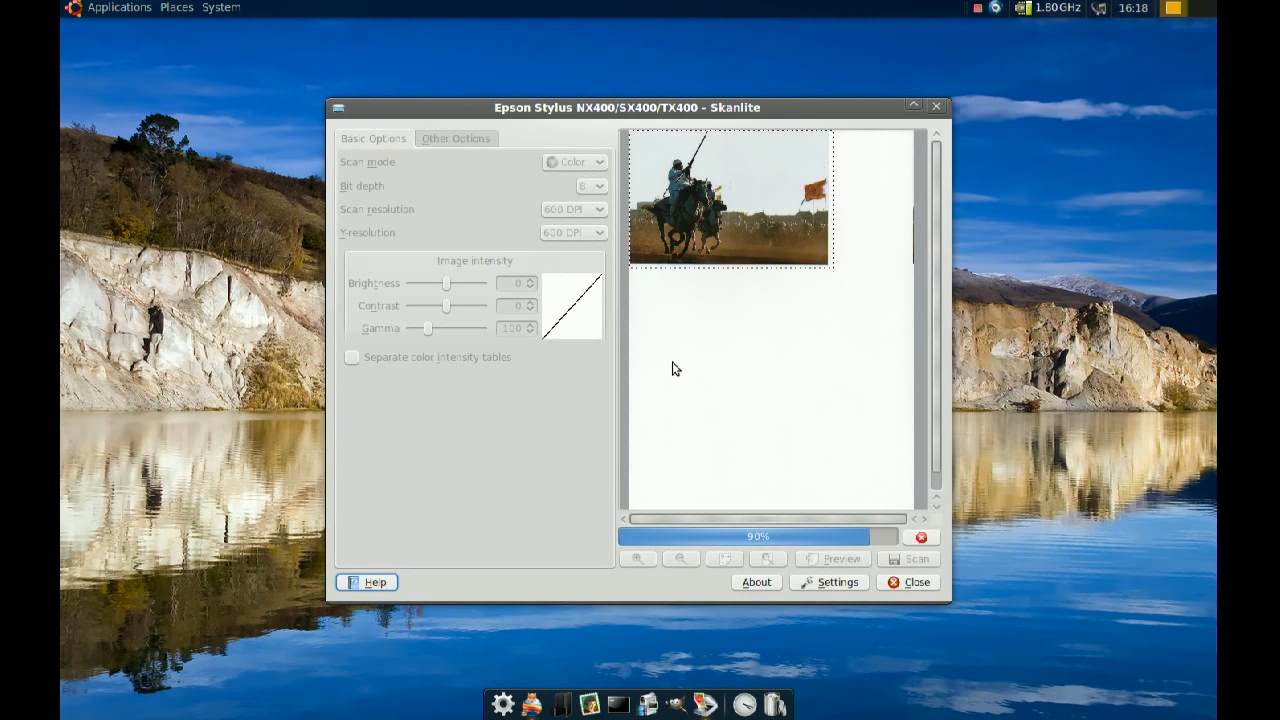 Applications Places System
1.80GHz
16:18
Epson Stylus NX400/SX400/TX400 - Skanlite
Basic Options
Other Options
Scan mode
Color
Bit depth
8
Scan resolution
600 DPI
Y-resolution
600 DPI
Image intensity
Brightness
0
Contrast
0
Gamma
100
Separate color intensity tables
90%
Preview
Scan
Help
About
Settings
Close